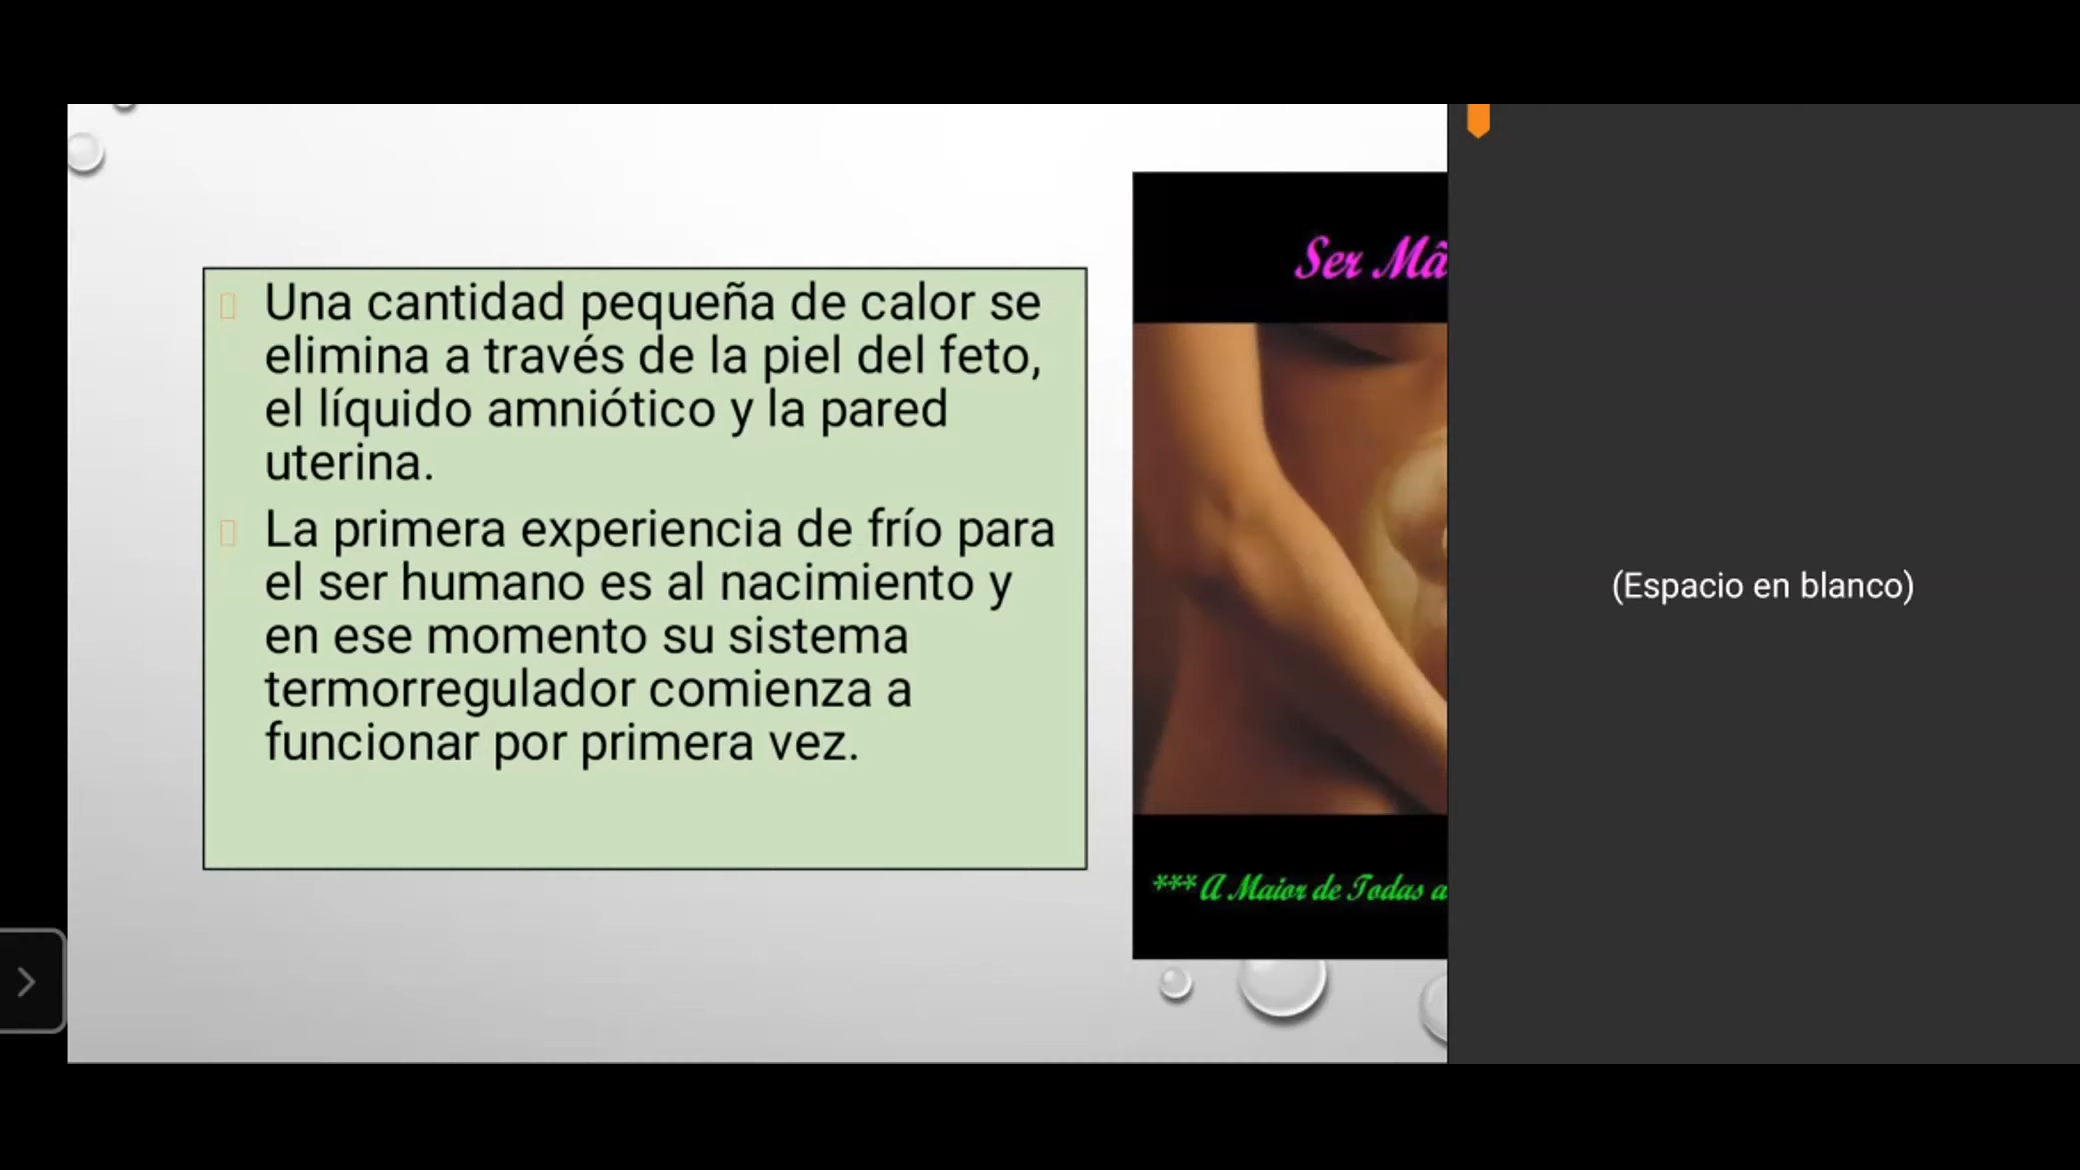 Ser Mã
Una cantidad pequeña de calor se
elimina a través de la piel del feto,
el líquido amniótico y la pared
uterina.
La primera experiencia de frío para
el ser humano es al nacimiento y
en ese momento su sistema
termorregulador comienza a
funcionar por primera vez.
*** A Maior de Todas a
(Espacio en blanco)